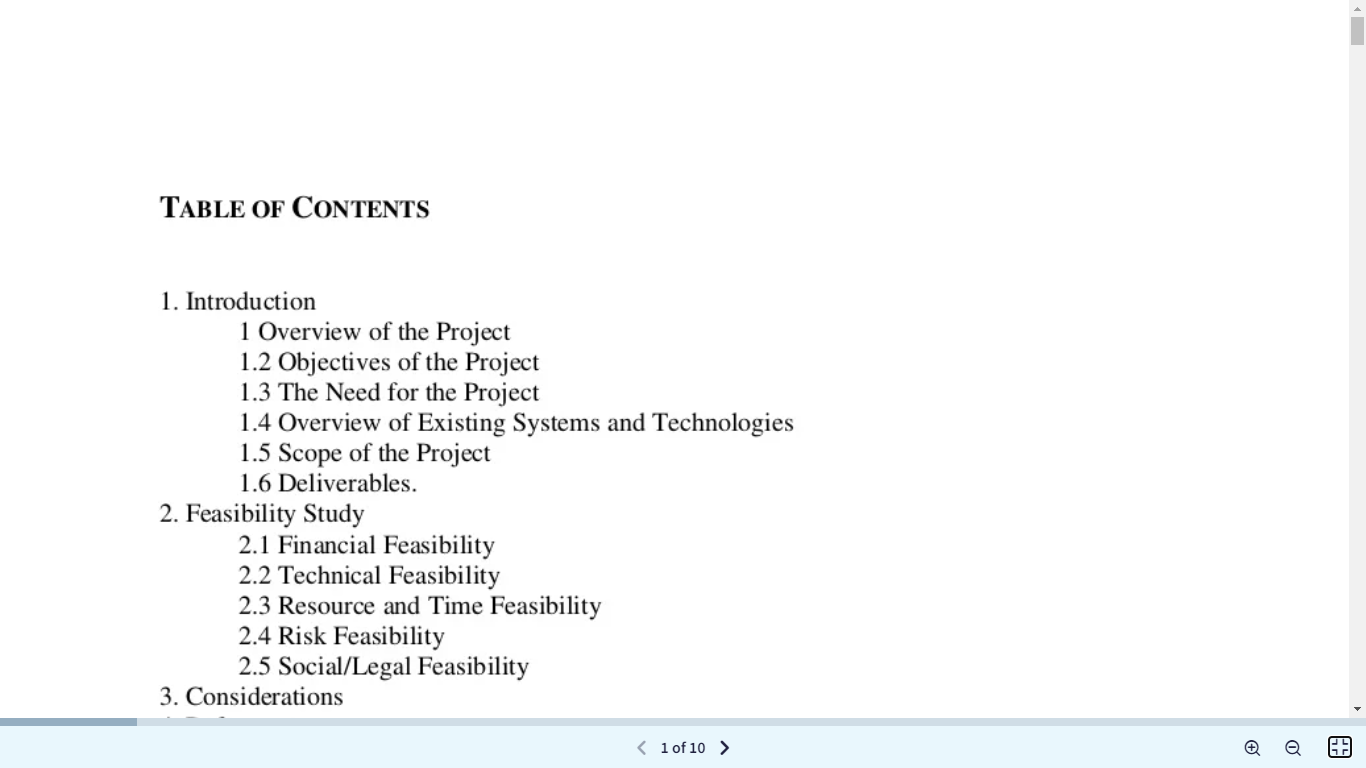 TABLE OF CONTENTS
1. Introduction
1 Overview of the Project
1.2 Objectives of the Project
1.3 The Need for the Project
1.4 Overview of Existing Systems and Technologies
1.5 Scope of the Project
1.6 Deliverables.
2. Feasibility Study
2.1 Financial Feasibility
2.2 Technical Feasibility
2.3 Resource and Time Feasibility
2.4 Risk Feasibility
2.5 Social/Legal Feasibility
3. Considerations
1 of 10